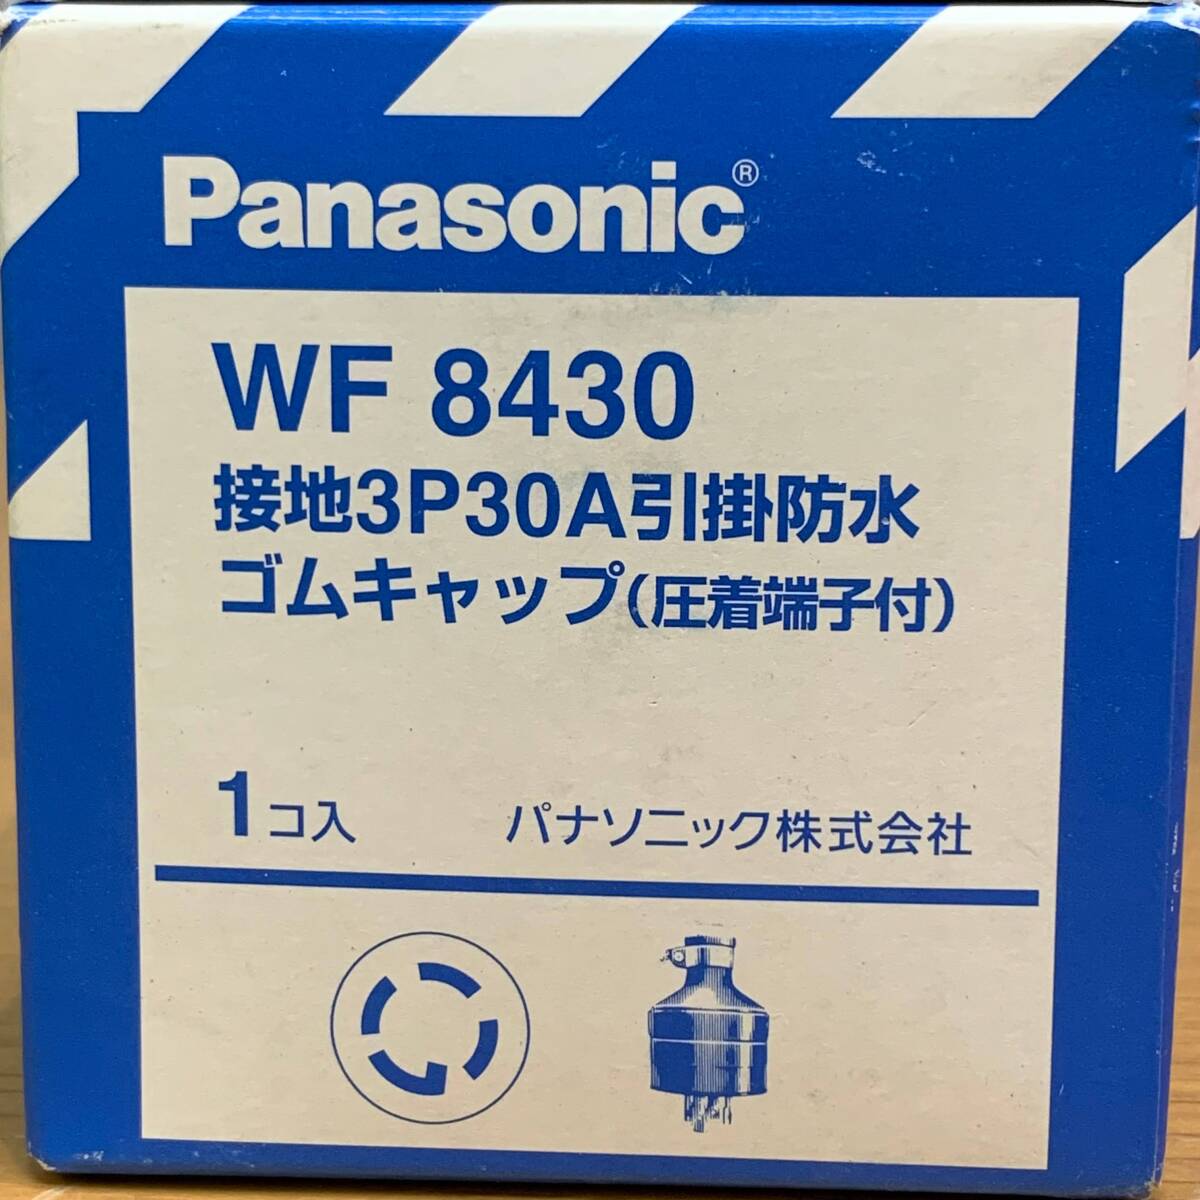 Panasonic®
WF 8430
接地3P30A引掛防水
ゴムキャップ(圧着端子付)
1コ入 パナソニック株式会社